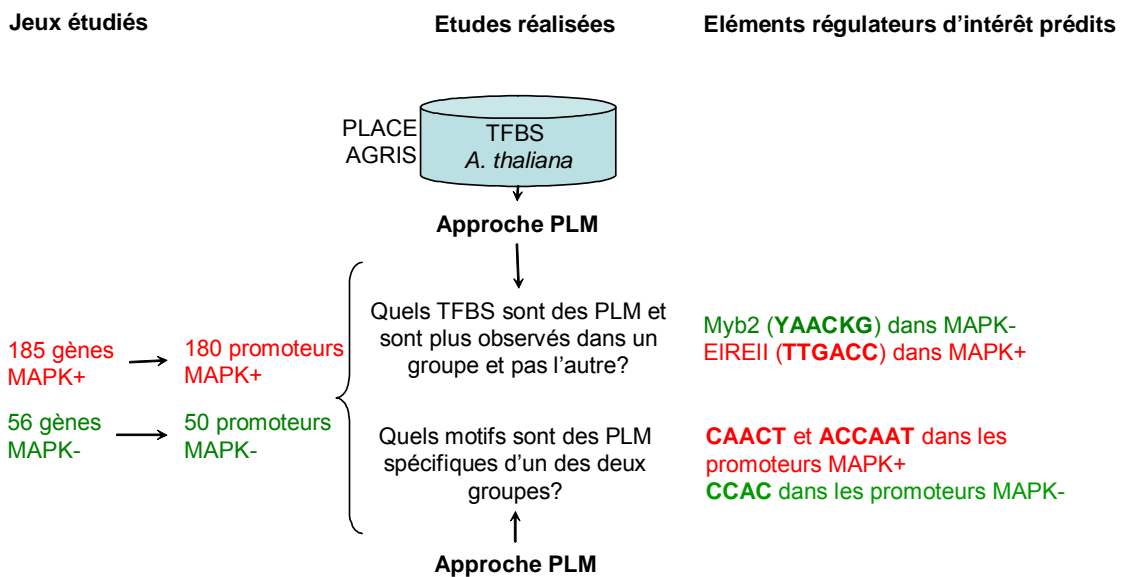 Jeux étudiés
Etudes réalisées
Eléments régulateurs d'intérêt prédits
PLACE
AGRIS
TFBS
A. thaliana
Approche PLM
185 gènes
MAPK+
180 promoteurs
MAPK+
56 gènes
MAPK-
50 promoteurs
MAPK-
Quels TFBS sont des PLM et
sont plus observés dans un
groupe et pas l'autre?
Myb2 (YAACKG) dans MAPK-
EIREII (TTGACC) dans MAPK+
Quels motifs sont des PLM
spécifiques d'un des deux
groupes?
CAACT et ACCAAT dans les
promoteurs MAPK+
CCAC dans les promoteurs MAPK-
Approche PLM